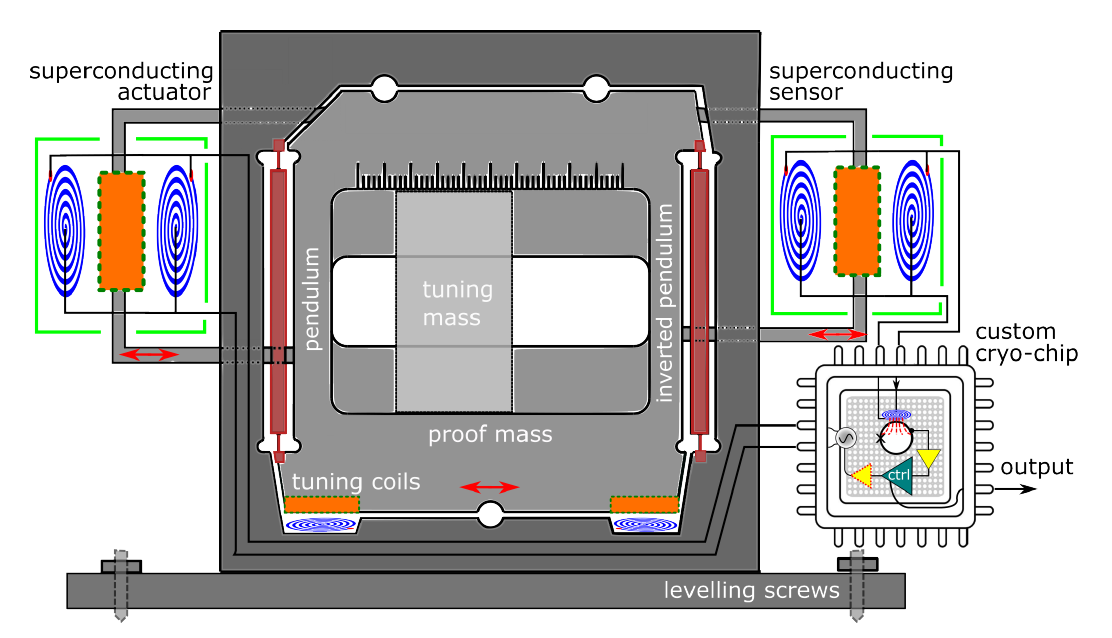 superconducting
actuator
superconducting
sensor
pendulum
inverted pendulum
tuning
mass
custom
cryo-chip
proof mass
tuning coils
ctrl
output
levelling screws